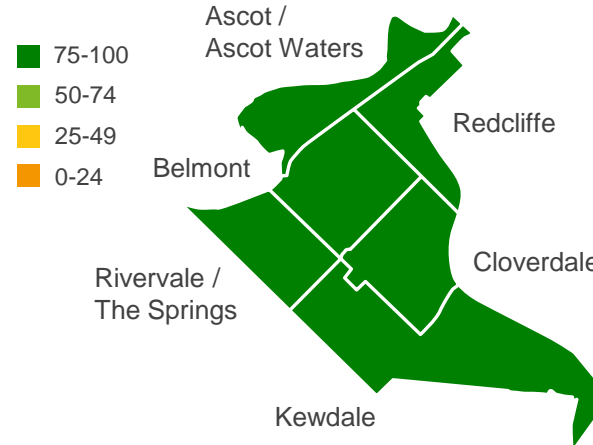 Ascot /
Ascot Waters
75-100
50-74
25-49
0-24
Redcliffe
Belmont
Cloverdale
Rivervale /
The Springs
Kewdale